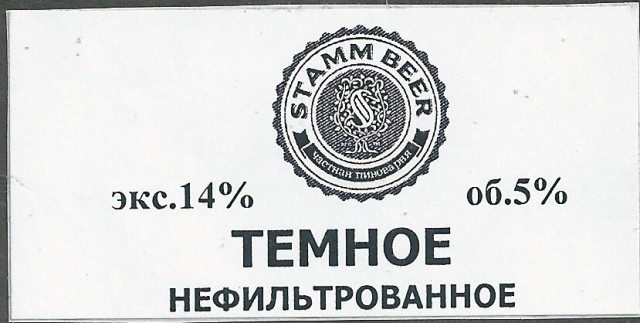 STAMM BEER
частная пивоварня
экс.14% об.5%
ТЕМНОЕ
НЕФИЛЬТРОВАННОЕ